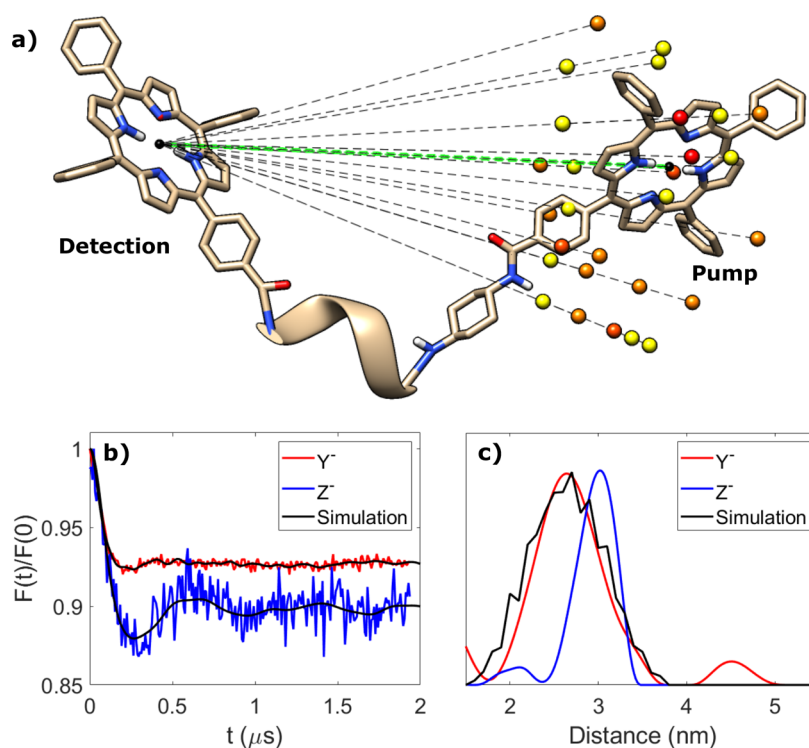 a)
Detection
Pump
b)
Y⁻
Z⁻
Simulation
F(t)/F(0)
1
0.95
0.9
0.85
0 0.5 1 1.5 2
t (μs)
c)
Y⁻
Z⁻
Simulation
2 3 4 5
Distance (nm)